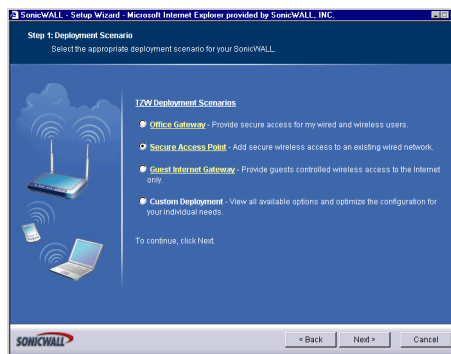 SonicWALL - Setup Wizard - Microsoft Internet Explorer provided by SonicWALL, INC.
Step 1: Deployment Scenario
Select the appropriate deployment scenario for your SonicWALL.
TZW Deployment Scenarios
Office Gateway - Provide secure access for my wired and wireless users.
Secure Access Point - Add secure wireless access to an existing wired network.
Guest Internet Gateway - Provide guests controlled wireless access to the Internet
only.
Custom Deployment - View all available options and optimize the configuration for
your individual needs.
To continue, click Next.
SONICWALL
< Back
Next >
Cancel